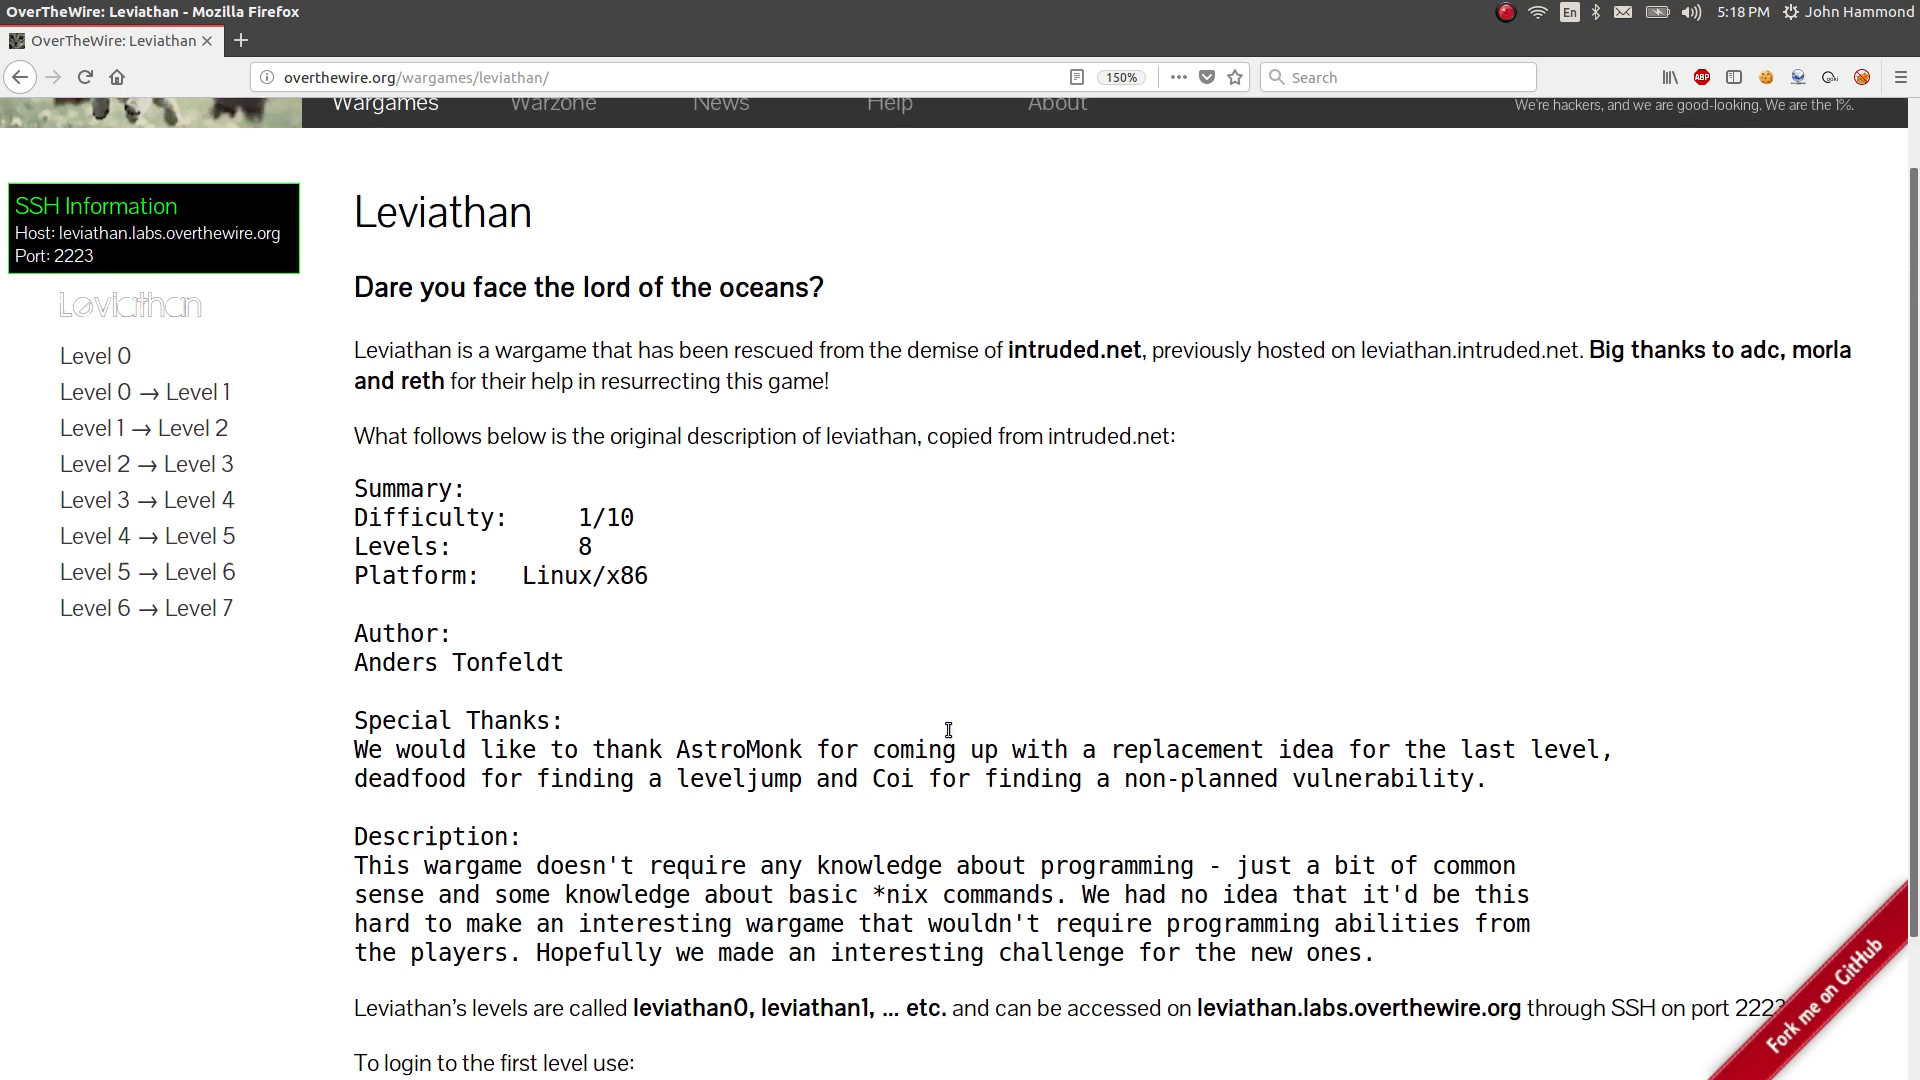 OverTheWire: Leviathan - Mozilla Firefox
En
5:18 PM
John Hammond
OverTheWire: Leviathan
overthewire.org/wargames/leviathan/
150%
Search
ABP
Wargames
Warzone
News
Help
About
We're hackers, and we are good-looking. We are the 1%.
SSH Information
Host: leviathan.labs.overthewire.org
Port: 2223
Leviathan
Level 0
Level 0 → Level 1
Level 1 → Level 2
Level 2 → Level 3
Level 3 → Level 4
Level 4 → Level 5
Level 5 → Level 6
Level 6 → Level 7
Leviathan
Dare you face the lord of the oceans?
Leviathan is a wargame that has been rescued from the demise of intruded.net, previously hosted on leviathan.intruded.net. Big thanks to adc, morla
and reth for their help in resurrecting this game!
What follows below is the original description of leviathan, copied from intruded.net:
Summary:
Difficulty:     1/10
Levels:         8
Platform:   Linux/x86
Author:
Anders Tonfeldt
Special Thanks:
We would like to thank AstroMonk for coming up with a replacement idea for the last level,
deadfood for finding a leveljump and Coi for finding a non-planned vulnerability.
Description:
This wargame doesn't require any knowledge about programming - just a bit of common
sense and some knowledge about basic *nix commands. We had no idea that it'd be this
hard to make an interesting wargame that wouldn't require programming abilities from
the players. Hopefully we made an interesting challenge for the new ones.
Leviathan's levels are called leviathan0, leviathan1, ... etc. and can be accessed on leviathan.labs.overthewire.org through SSH on port 2223
To login to the first level use:
Fork me on GitHub